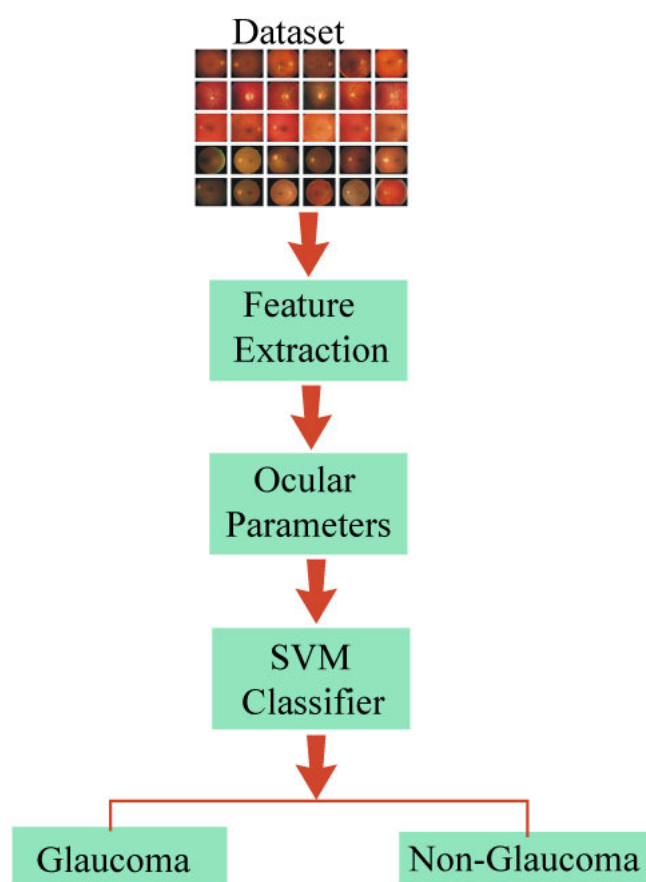 Dataset
Feature
Extraction
Ocular
Parameters
SVM
Classifier
Glaucoma
Non-Glaucoma